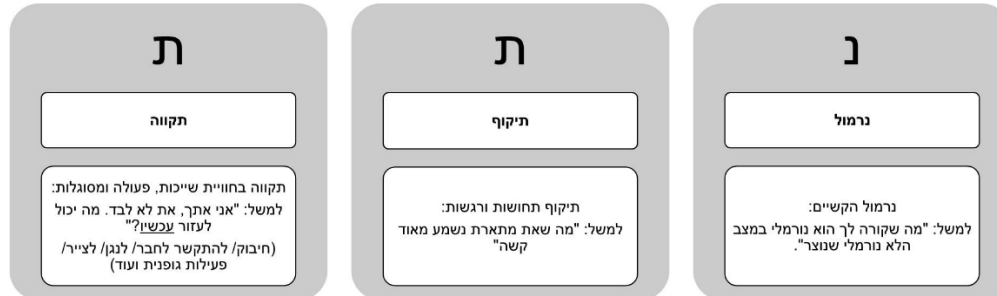 נ
נרמול
נרמול הקשיים:
למשל: "מה שקורה לך הוא נורמלי במצב
הלא נורמלי שנוצר".
ת
תיקוף
תיקוף תחושות ורגשות:
למשל: "מה שאת מתארת נשמע מאוד
קשה"
ת
תקווה
תקווה בחוויית שייכות, פעולה ומסוגלות:
למשל: "אני אתך, את לא לבד. מה יכול
לעזור עכשיו?"
(חיבוק/ להתקשר לחבר/ לנגן/ לצייר/
פעילות גופנית ועוד)